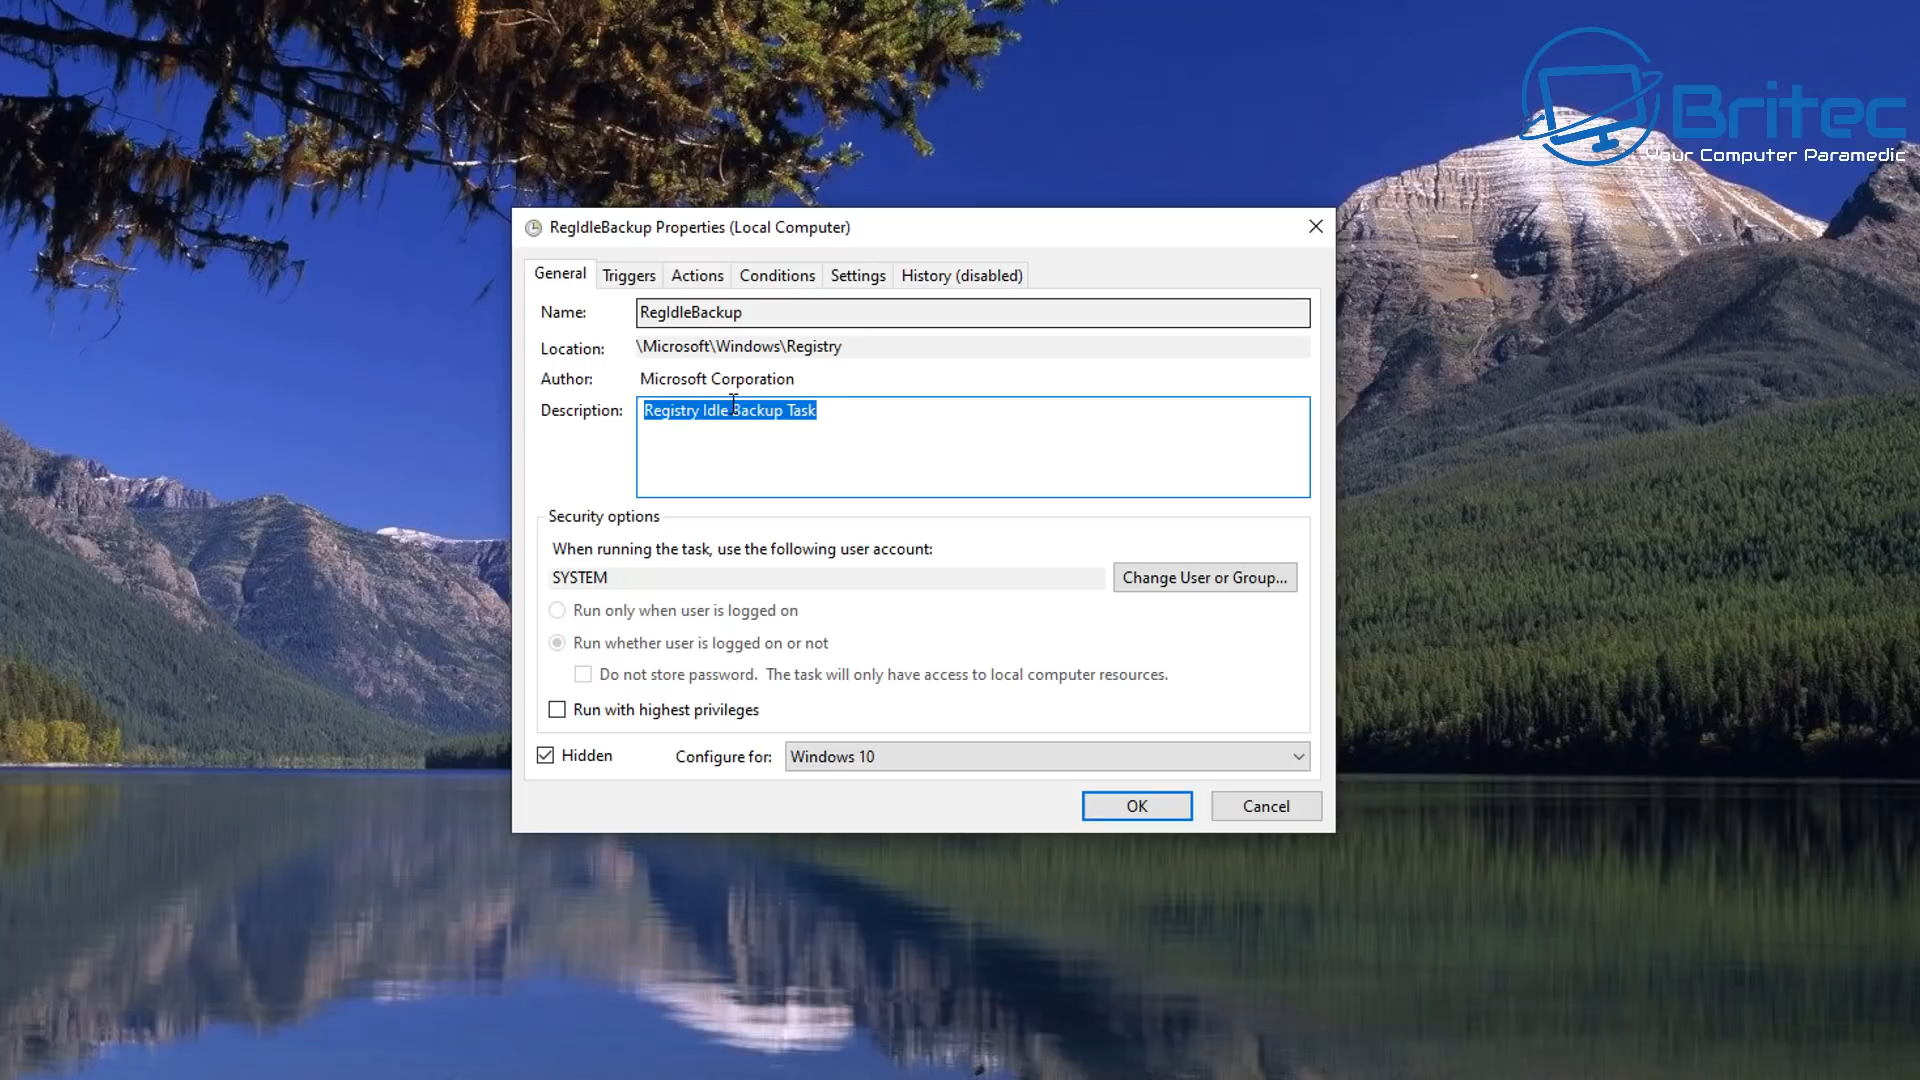 Britec
Your Computer Paramedic
RegIdleBackup Properties (Local Computer)
General Triggers Actions Conditions Settings History (disabled)
Name: RegIdleBackup
Location: \Microsoft\Windows\Registry
Author: Microsoft Corporation
Description: Registry Idle Backup Task
Security options
When running the task, use the following user account:
SYSTEM Change User or Group...
Run only when user is logged on
Run whether user is logged on or not
Do not store password. The task will only have access to local computer resources.
Run with highest privileges
Hidden Configure for: Windows 10
OK Cancel